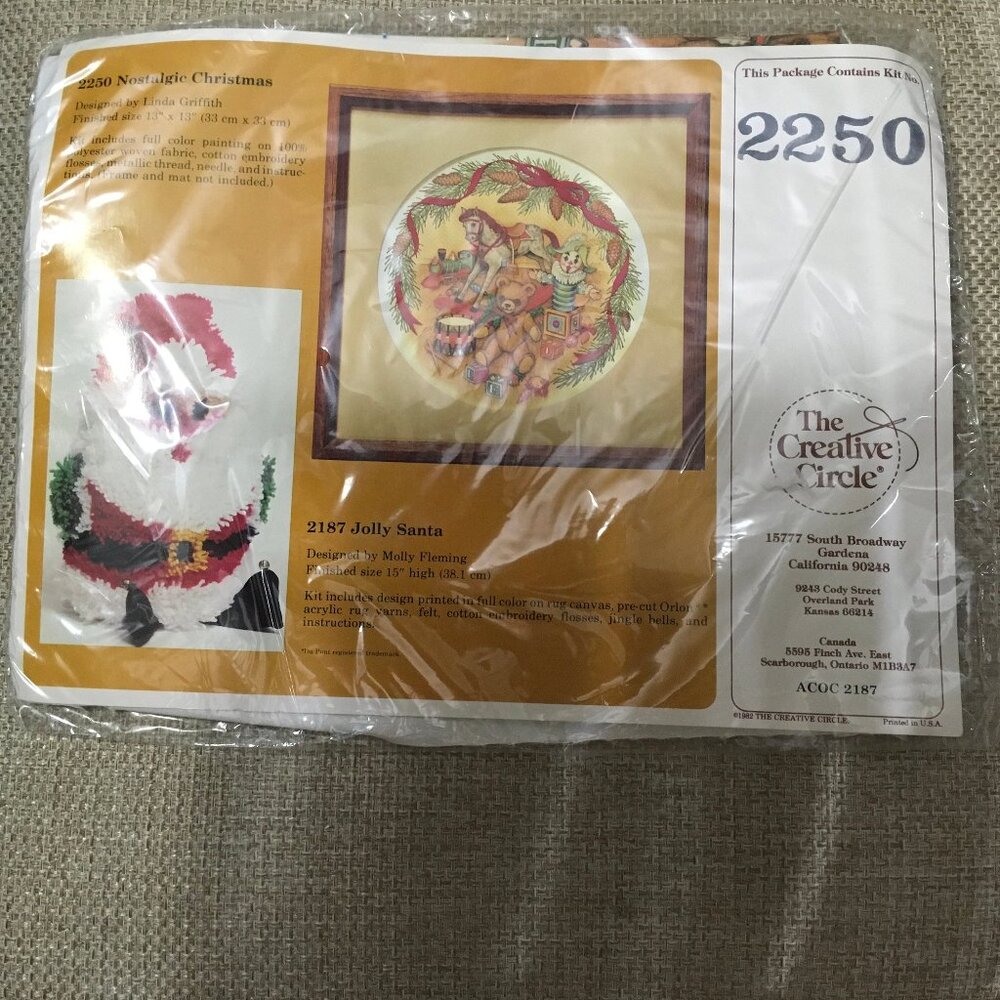 2250 Nostalgic Christmas
Designed by Linda Griffith
Finished size 13" x 13" (33 cm x 33 cm)
Kit includes full color painting on 100%
polyester woven fabric, cotton embroidery
flosses, metallic thread, needle, and instruc-
tions. (Frame and mat not included.)
2187 Jolly Santa
Designed by Molly Fleming
Finished size 15" high (38.1 cm)
Kit includes design printed in full color on rug canvas, pre-cut Orlon
acrylic rug yarns, felt, cotton embroidery flosses, jingle bells, and
instructions.
registered trademark
This Package Contains Kit No.
2250
The
Creative
Circle®
15777 South Broadway
Gardena
California 90248
9243 Cody Street
Overland Park
Kansas 66214
Canada
5595 Finch Ave. East
Scarborough, Ontario M1B3A7
ACOC 2187
©1982 THE CREATIVE CIRCLE.
Printed in U.S.A.